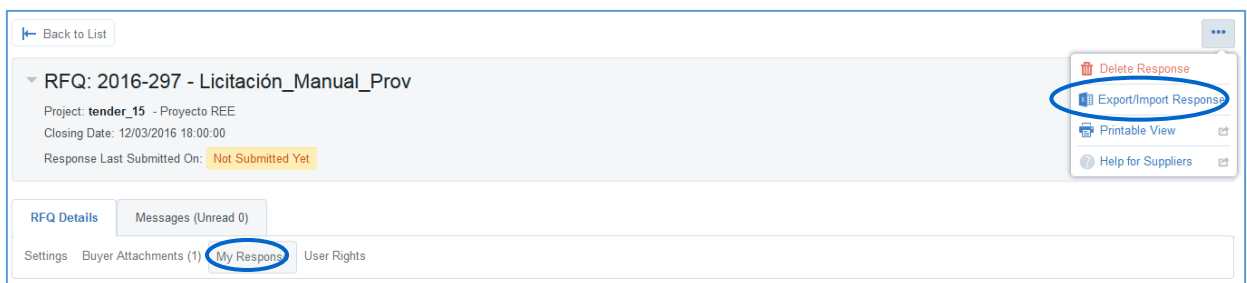 Back to List
...
RFQ: 2016-297 - Licitación_Manual_Prov
Project: tender_15 - Proyecto REE
Closing Date: 12/03/2016 18:00:00
Response Last Submitted On: Not Submitted Yet
Delete Response
Export/Import Response
Printable View
Help for Suppliers
RFQ Details Messages (Unread 0)
Settings Buyer Attachments (1) My Response User Rights